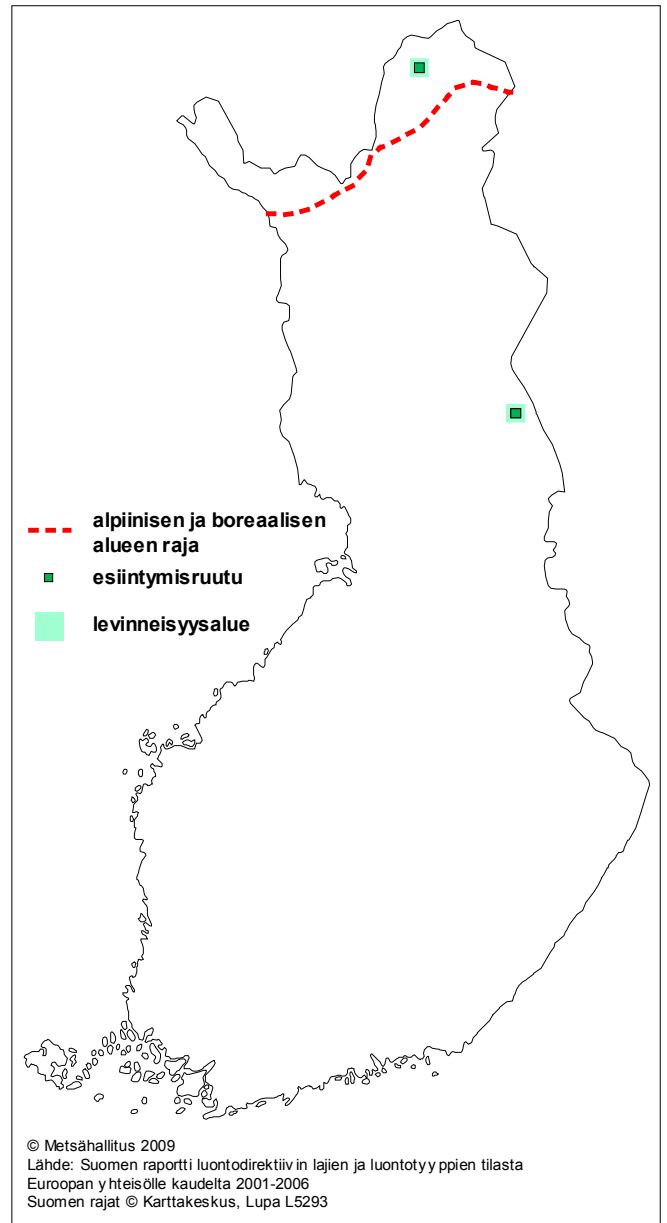 alpiinisen ja boreaalisen
alueen raja
esiintymisruutu
levinneisyysalue
© Metsähallitus 2009
Lähde: Suomen raportti luontodirektiivin lajien ja luontotyyppien tilasta
Euroopan yhteisölle kaudelta 2001-2006
Suomen rajat © Karttakeskus, Lupa L5293